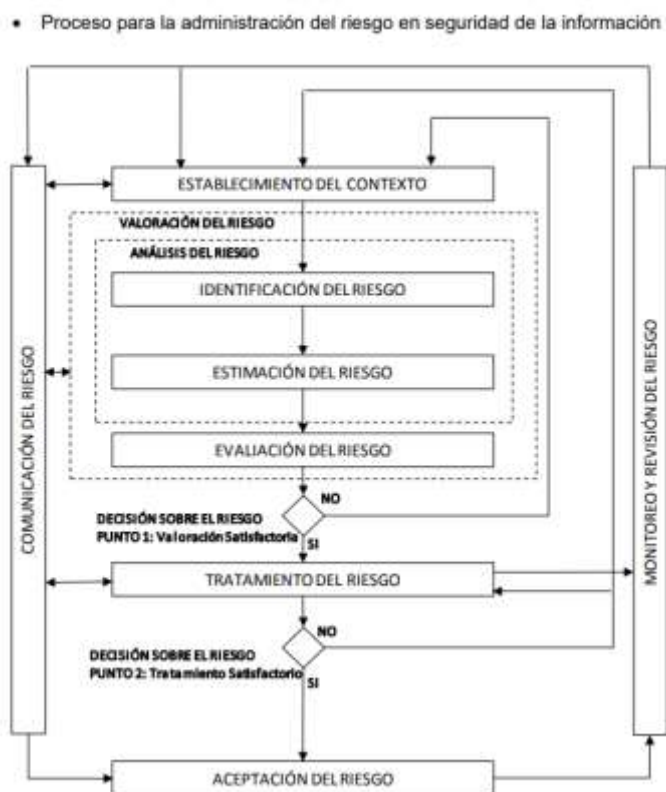 • Proceso para la administración del riesgo en seguridad de la información
ESTABLECIMIENTO DEL CONTEXTO
VALORACIÓN DEL RIESGO
ANÁLISIS DEL RIESGO
IDENTIFICACIÓN DEL RIESGO
ESTIMACIÓN DEL RIESGO
EVALIACIÓN DEL RIESGO
NO
DECISIÓN SOBRE EL RIESGO
PUNTO 1: Valoración Satisfactoria
SI
TRATAMIENTO DEL RIESGO
NO
DECISIÓN SOBRE EL RIESGO
PUNTO 2: Tratamiento Satisfactorio
SI
ACEPTACIÓN DEL RIESGO
COMUNICACIÓN DEL RIESGO
MONITOREO Y REVISIÓN DEL RIESGO